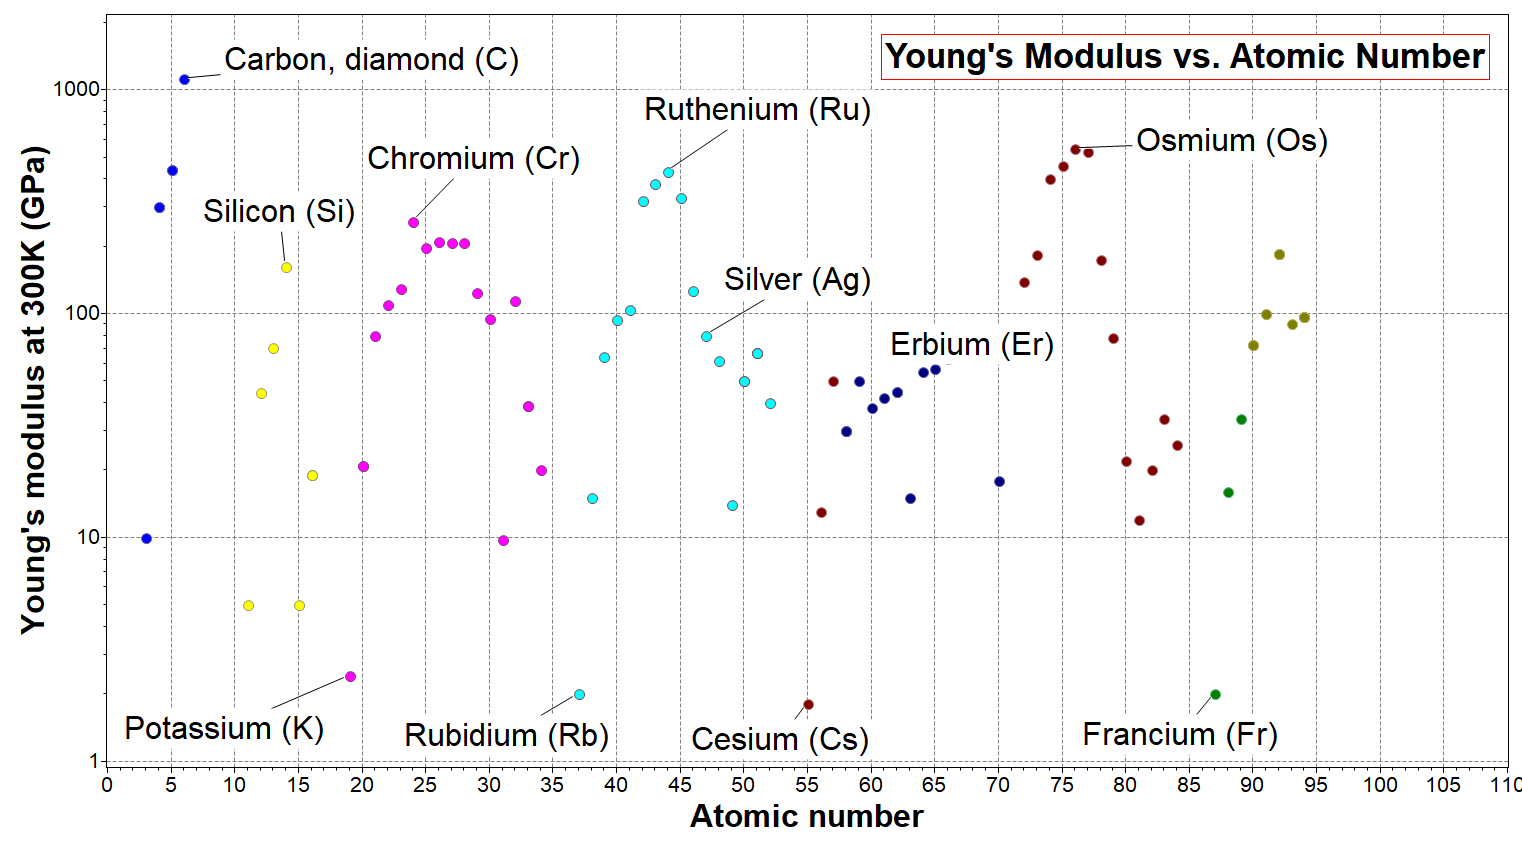 Young's Modulus vs. Atomic Number
Carbon, diamond (C)
Ruthenium (Ru)
Osmium (Os)
Chromium (Cr)
Silicon (Si)
Silver (Ag)
Erbium (Er)
Potassium (K)
Rubidium (Rb)
Cesium (Cs)
Francium (Fr)
Young's modulus at 300K (GPa)
1000
100
10
1
0 5 10 15 20 25 30 35 40 45 50 55 60 65 70 75 80 85 90 95 100 105 110
Atomic number